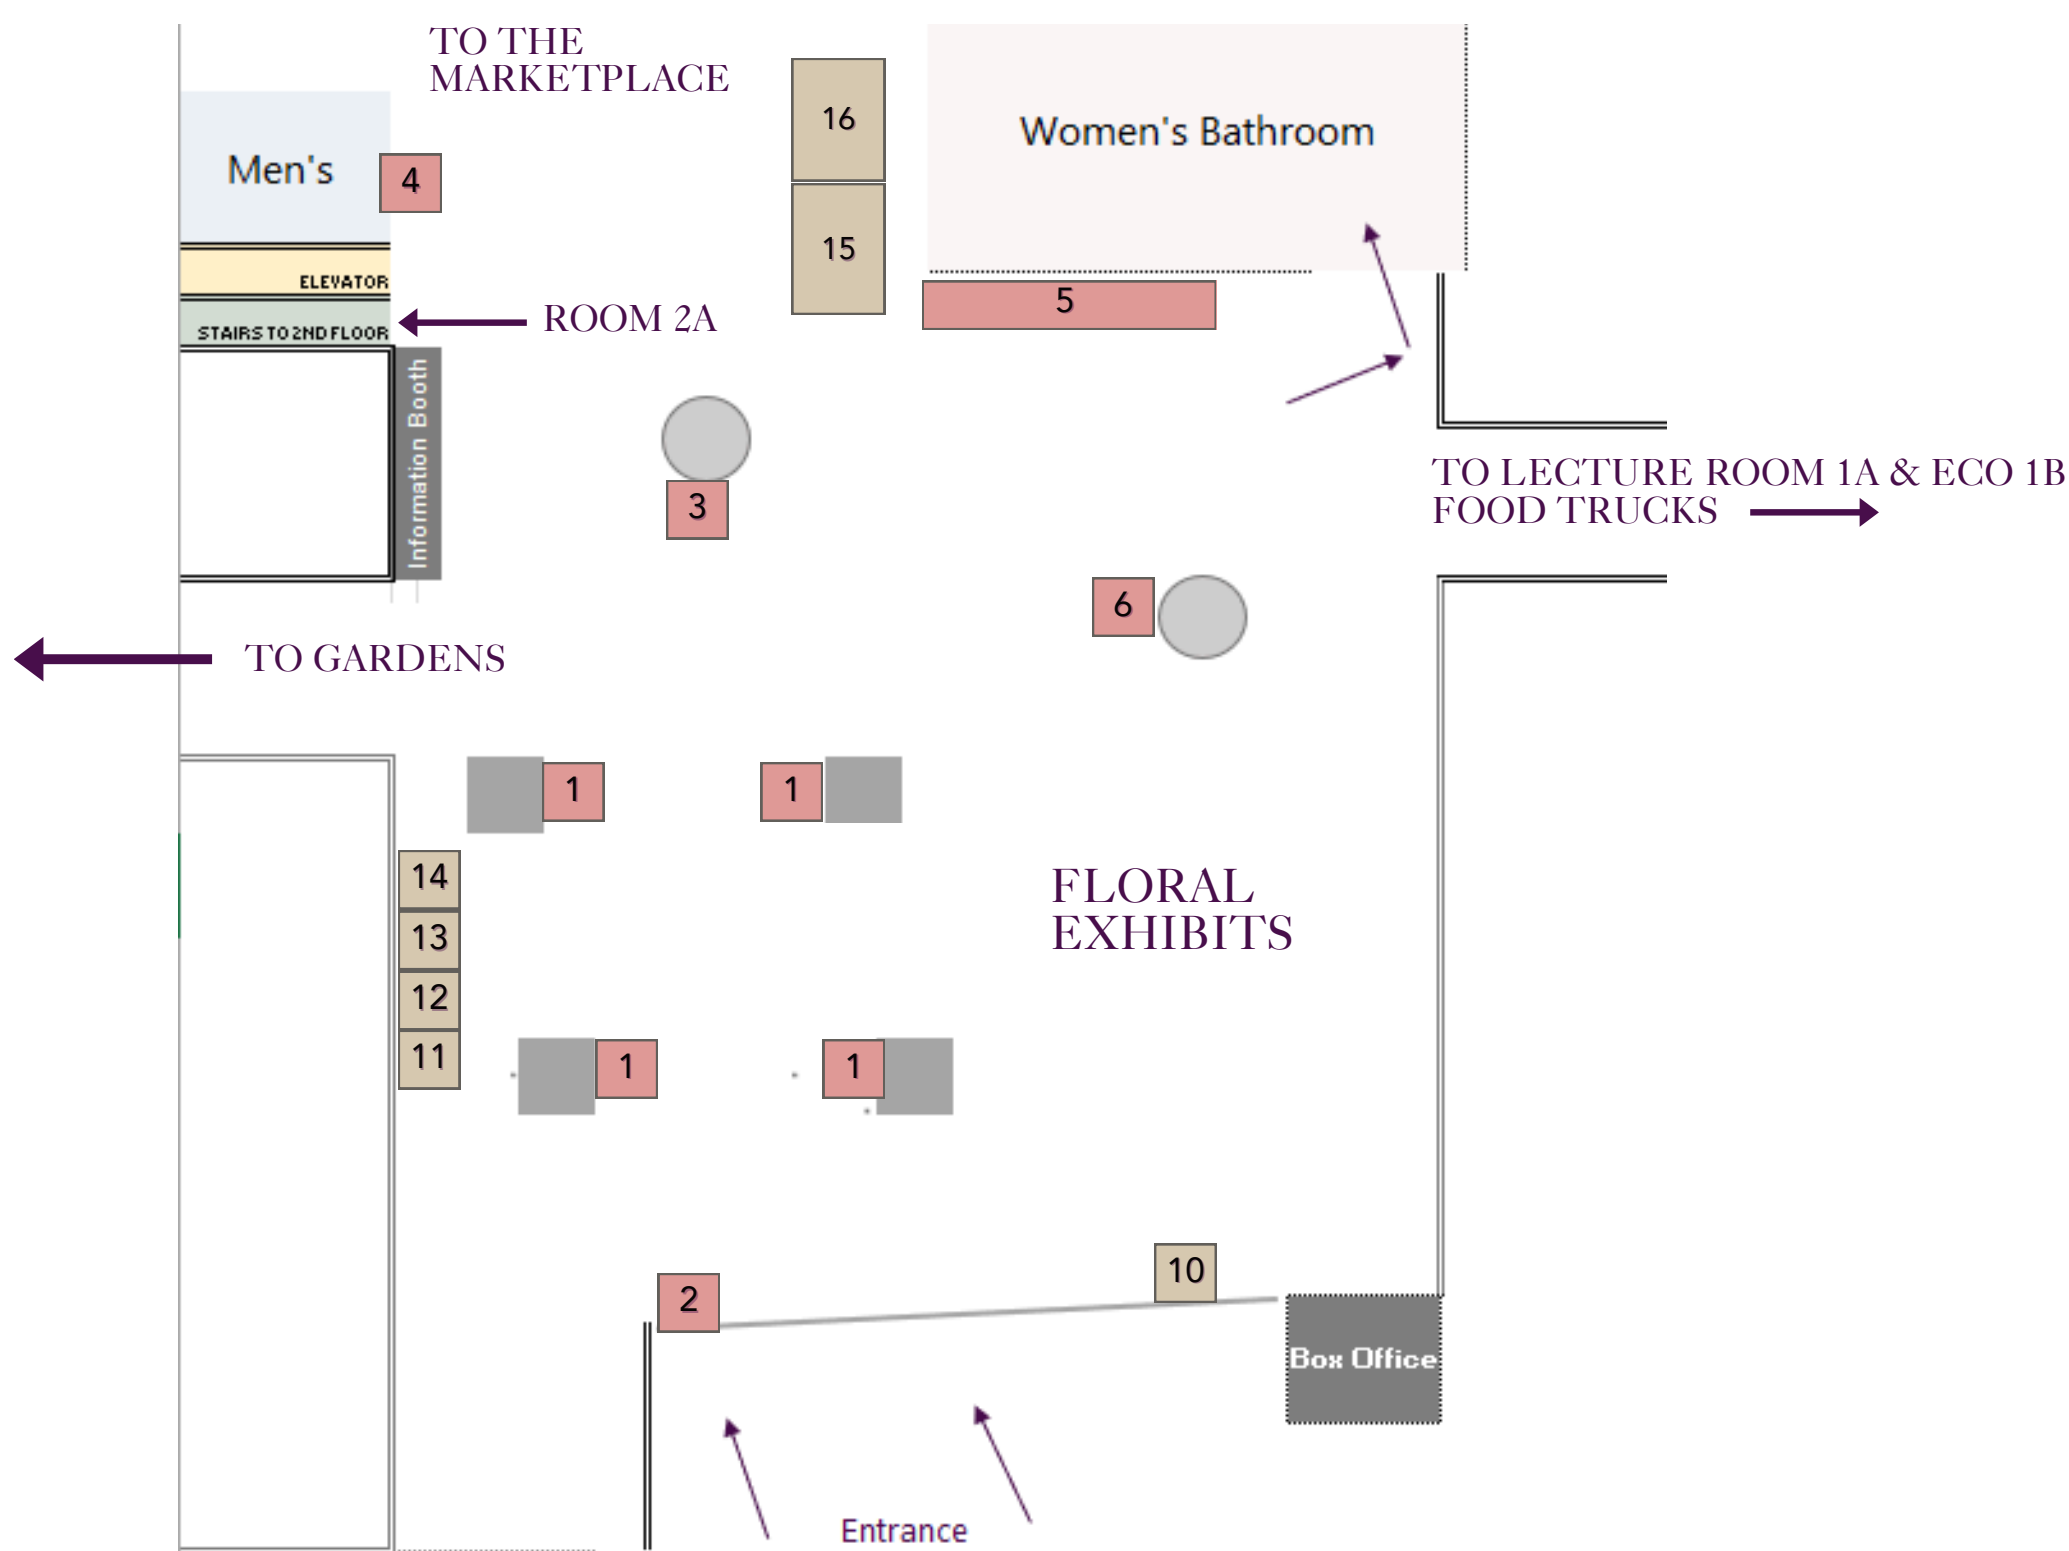 TO THE
MARKETPLACE
16
Women's Bathroom
Men's
4
15
ELEVATOR
5
STAIRS TO 2ND FLOOR
ROOM 2A
Information Booth
3
TO LECTURE ROOM 1A & ECO 1B
FOOD TRUCKS
6
TO GARDENS
1
1
14
13
12
11
FLORAL
EXHIBITS
1
1
10
2
Box Office
Entrance